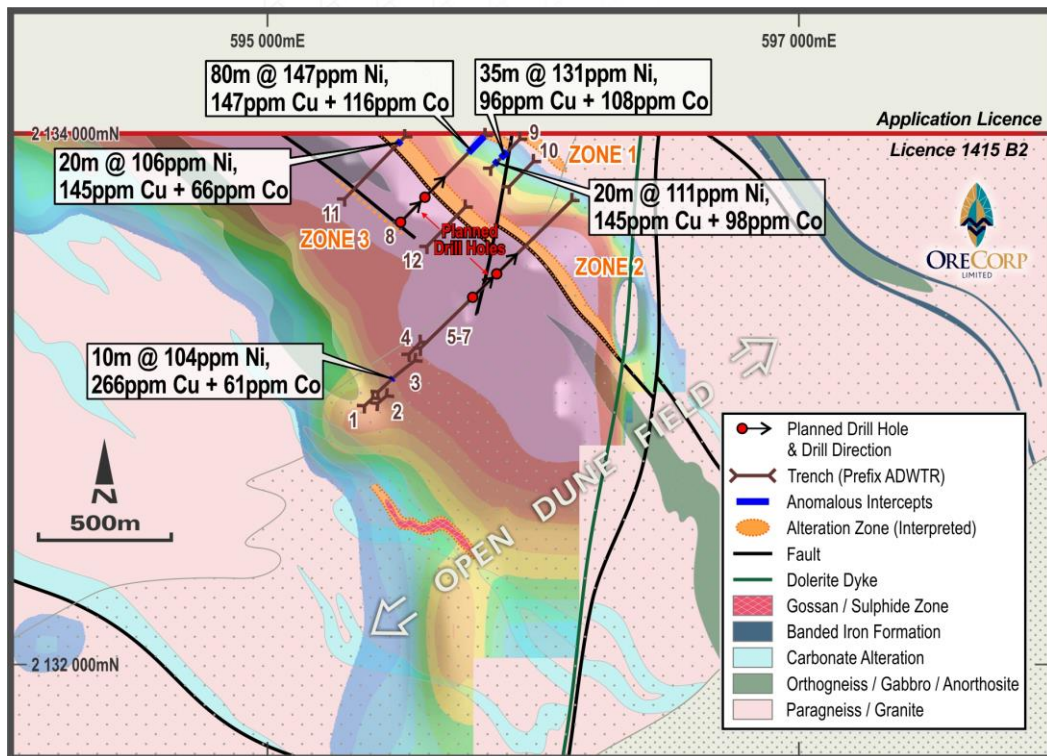 595 000mE
597 000mE
80m @ 147ppm Ni,
147ppm Cu + 116ppm Co
35m @ 131ppm Ni,
96ppm Cu + 108ppm Co
Application Licence
2 134 000mN
Licence 1415 B2
20m @ 106ppm Ni,
145ppm Cu + 66ppm Co
9
10
ZONE 1
20m @ 111ppm Ni,
145ppm Cu + 98ppm Co
11
ZONE 3
8
Planned
Drill Holes
12
ZONE 2
ORECORP
LIMITED
4
5-7
10m @ 104ppm Ni,
266ppm Cu + 61ppm Co
3
1
2
N
500m
OPEN DUNE FIELD
2 132 000mN
Planned Drill Hole
& Drill Direction
Trench (Prefix ADWTR)
Anomalous Intercepts
Alteration Zone (Interpreted)
Fault
Dolerite Dyke
Gossan / Sulphide Zone
Banded Iron Formation
Carbonate Alteration
Orthogneiss / Gabbro / Anorthosite
Paragneiss / Granite